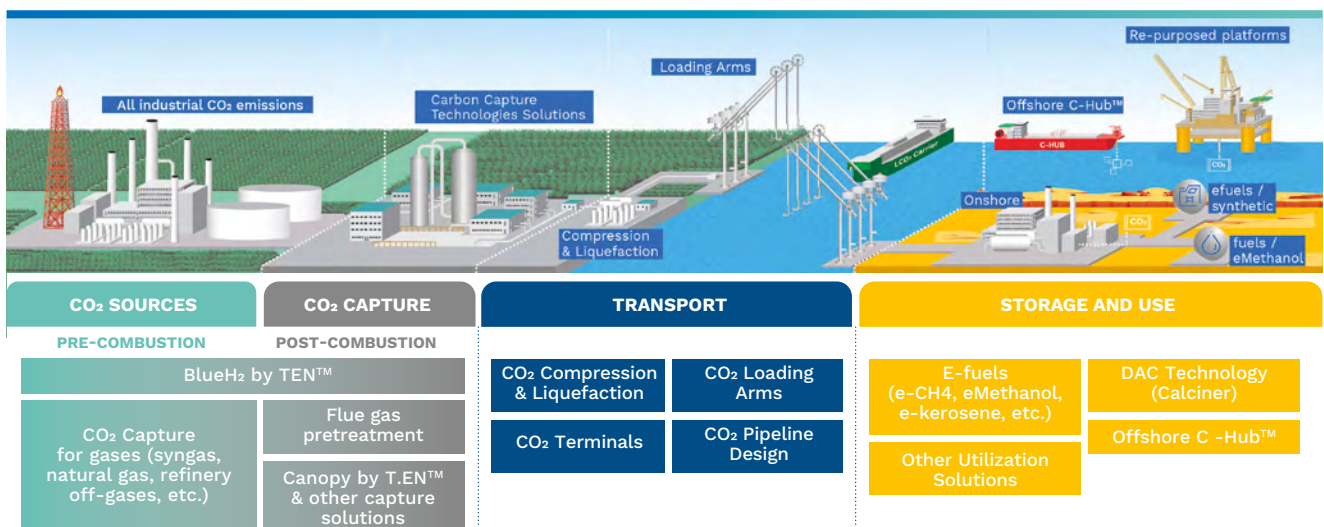 Re-purposed platforms
Loading Arms
All industrial CO₂ emissions
Carbon Capture
Technologies Solutions
Offshore C-Hub™
C-HUB
LCO₂ Carrier
CO₂
Onshore
efuels /
synthetic
CO₂
Compression
& Liquefaction
fuels /
eMethanol
CO₂ SOURCES
CO₂ CAPTURE
TRANSPORT
STORAGE AND USE
PRE-COMBUSTION
POST-COMBUSTION
BlueH₂ by TEN™
CO₂ Capture
for gases (syngas,
natural gas, refinery
off-gases, etc.)
Flue gas
pretreatment
Canopy by T.EN™
& other capture
solutions
CO₂ Compression
& Liquefaction
CO₂ Loading
Arms
CO₂ Terminals
CO₂ Pipeline
Design
E-fuels
(e-CH4, eMethanol,
e-kerosene, etc.)
DAC Technology
(Calciner)
Other Utilization
Solutions
Offshore C -Hub™